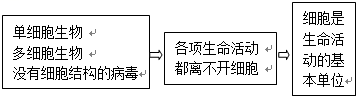 单细胞生物
多细胞生物
没有细胞结构的病毒
各项生命活动
都离不开细胞
细胞是
生命活
动的基
本单位